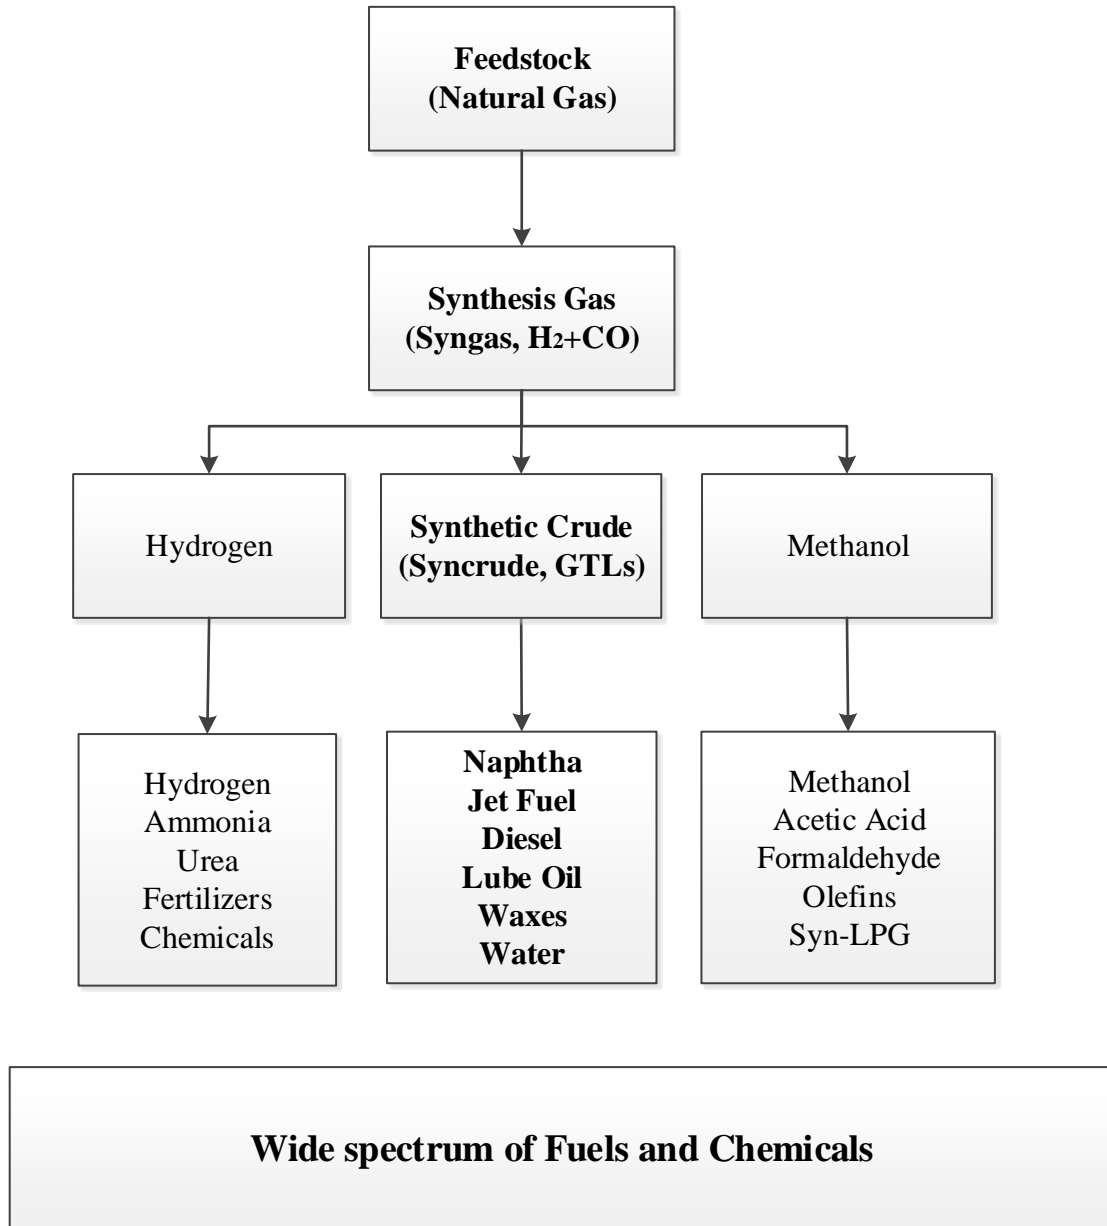 Feedstock
(Natural Gas)
Synthesis Gas
(Syngas, H2+CO)
Hydrogen
Synthetic Crude
(Syncrude, GTLs)
Methanol
Hydrogen
Ammonia
Urea
Fertilizers
Chemicals
Naphtha
Jet Fuel
Diesel
Lube Oil
Waxes
Water
Methanol
Acetic Acid
Formaldehyde
Olefins
Syn-LPG
Wide spectrum of Fuels and Chemicals